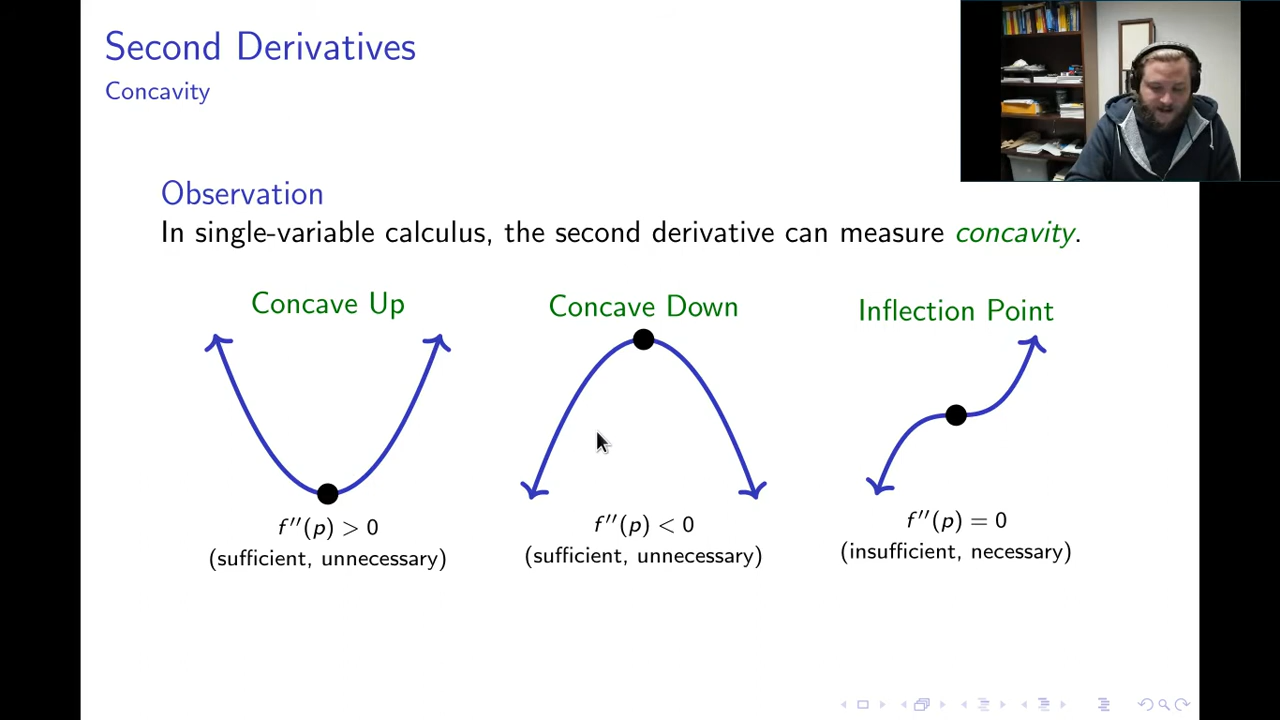 Second Derivatives
Concavity
Observation
In single-variable calculus, the second derivative can measure concavity.
Concave Up
Concave Down
Inflection Point
f″(p) > 0
(sufficient, unnecessary)
f″(p) < 0
(sufficient, unnecessary)
f″(p) = 0
(insufficient, necessary)